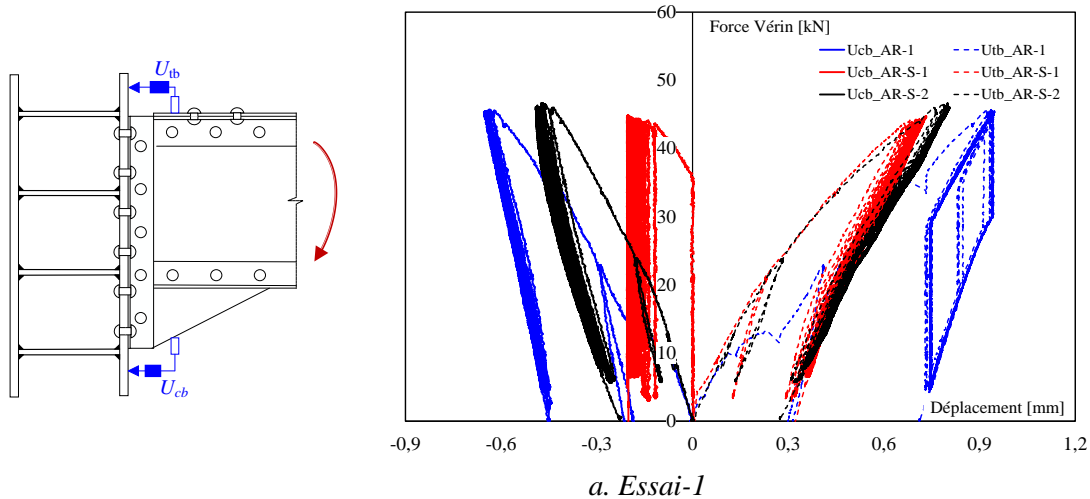 U_tb
U_cb
Force Vérin [kN]
Ucb_AR-1
Utb_AR-1
Ucb_AR-S-1
Utb_AR-S-1
Ucb_AR-S-2
Utb_AR-S-2
60
50
40
30
20
10
0
Déplacement [mm]
-0,9
-0,6
-0,3
0
0,3
0,6
0,9
1,2
a. Essai-1